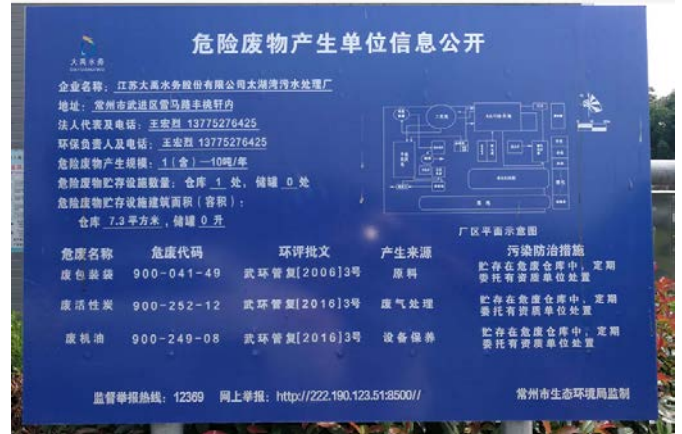 危险废物产生单位信息公开
大禹水务
企业名称：江苏大禹水务股份有限公司太湖湾污水处理厂
地址：常州市武进区雪马路丰桃轩内
法人代表及电话：王宏烈 13775276425
环保负责人及电话：王宏烈 13775276425
危险废物产生规模：1（含）—10吨/年
危险废物贮存设施数量：仓库 1 处，储罐 0 处
危险废物贮存设施建筑面积（容积）：
仓库 7.3平方米，储罐 0 升
厂区平面示意图
危废名称 危废代码 环评批文 产生来源 污染防治措施
废包装袋 900-041-49 武环管复[2006]3号 原料 贮存在危废仓库中，定期
委托有资质单位处置
废活性炭 900-252-12 武环管复[2016]3号 废气处理 贮存在危废仓库中，定期
委托有资质单位处置
废机油 900-249-08 武环管复[2016]3号 设备保养 贮存在危废仓库中，定期
委托有资质单位处置
监督举报热线：12369 网上举报：http://222.190.123.51:8500// 常州市生态环境局监制